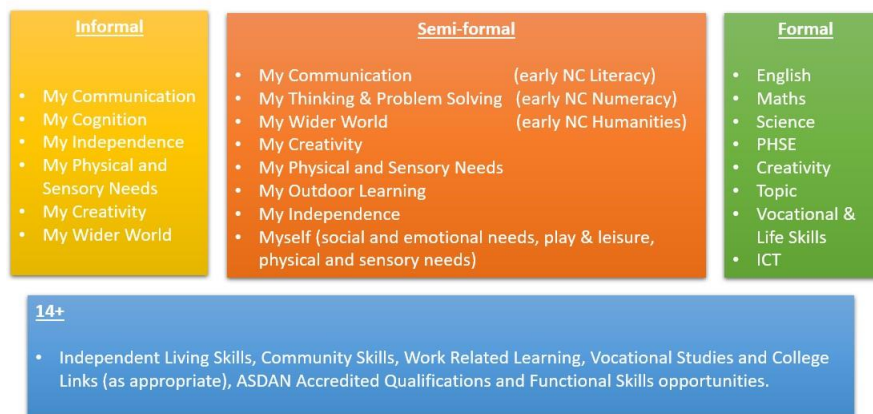 Informal
• My Communication
• My Cognition
• My Independence
• My Physical and
Sensory Needs
• My Creativity
• My Wider World
Semi-formal
• My Communication (early NC Literacy)
• My Thinking & Problem Solving (early NC Numeracy)
• My Wider World (early NC Humanities)
• My Creativity
• My Physical and Sensory Needs
• My Outdoor Learning
• My Independence
• Myself (social and emotional needs, play & leisure,
physical and sensory needs)
Formal
• English
• Maths
• Science
• PHSE
• Creativity
• Topic
• Vocational &
Life Skills
• ICT
14+
• Independent Living Skills, Community Skills, Work Related Learning, Vocational Studies and College
Links (as appropriate), ASDAN Accredited Qualifications and Functional Skills opportunities.